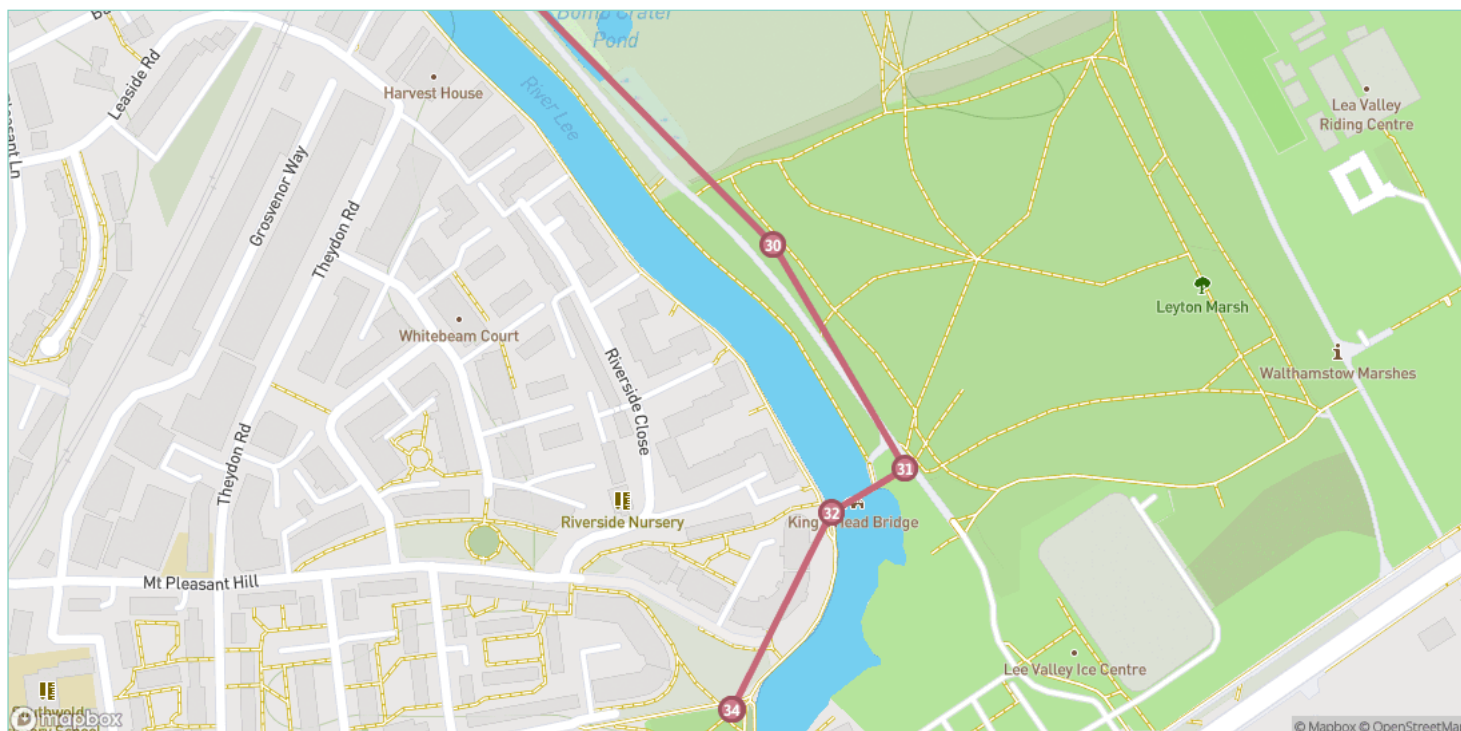 Bomb Crater
Pond
Leaside Rd
Harvest House
River Lee
Lea Valley
Riding Centre
Grosvenor Way
Theydon Rd
30
Leyton Marsh
Whitebeam Court
Riverside Close
Walthamstow Marshes
Theydon Rd
31
32
Riverside Nursery
Mt Pleasant Hill
Lee Valley Ice Centre
34
mapbox
© Mapbox © OpenStreetMap